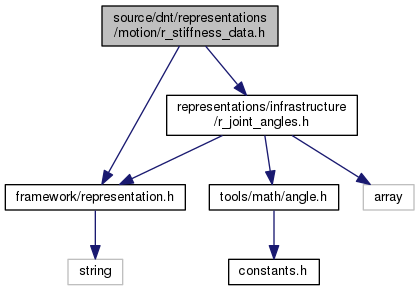 source/dnt/representations
/motion/r_stiffness_data.h
representations/infrastructure
/r_joint_angles.h
framework/representation.h
tools/math/angle.h
array
string
constants.h